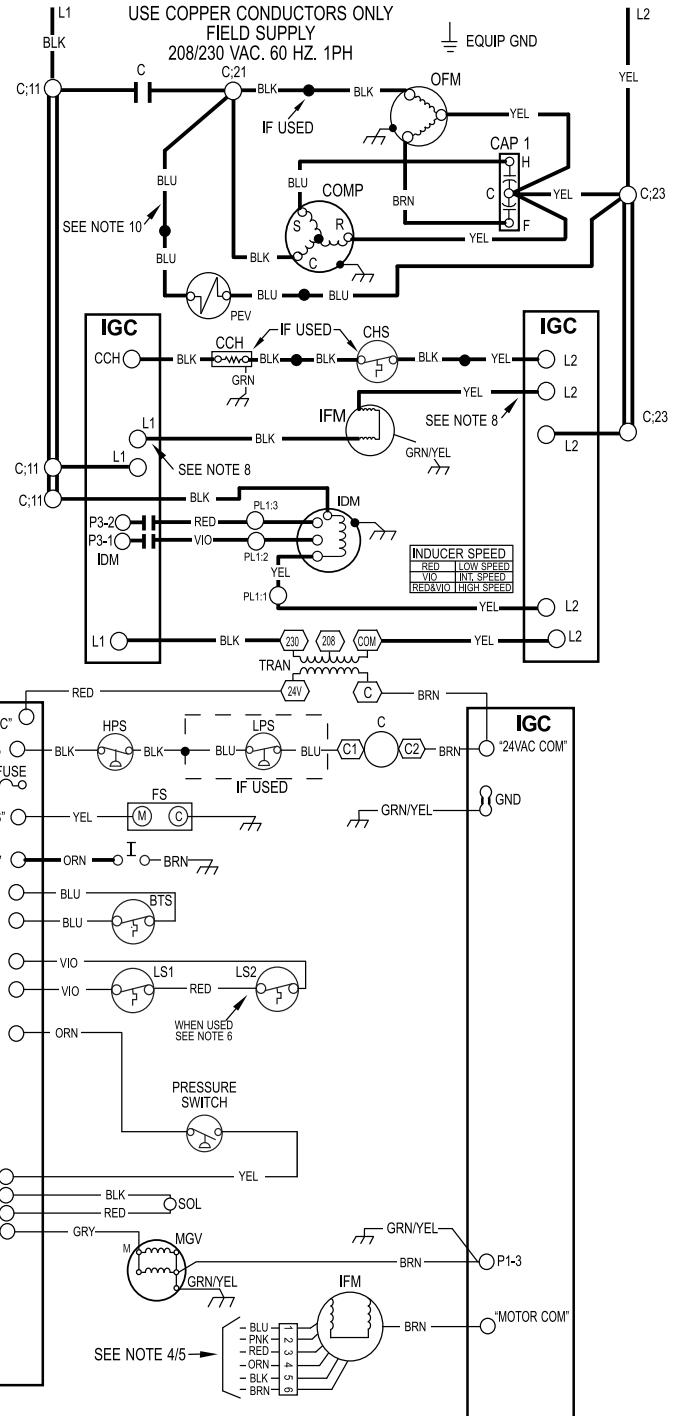 L1
USE COPPER CONDUCTORS ONLY
FIELD SUPPLY
208/230 VAC. 60 HZ. 1PH
L2
BLK
EQUIP GND
C;11
C
C;21
BLK
BLK
OFM
YEL
IF USED
YEL
CAP 1
H
BLU
BLU
COMP
BRN
C
YEL
C;23
SEE NOTE 10
S
R
F
BLU
BLK
C
YEL
BLU
BLU
PEV
IGC
IF USED
CHS
IGC
CCH
BLK
CCH
BLK
BLK
BLK
YEL
L2
GRN
L1
IFM
YEL
L2
BLK
SEE NOTE 8
C;23
L2
GRN/YEL
C;11
L1
SEE NOTE 8
C;11
BLK
IDM
P3-2
RED
PL1:3
P3-1
VIO
IDM
PL1:2
INDUCER SPEED
RED LOW SPEED
VIO INT. SPEED
RED&VIO HIGH SPEED
YEL
PL1:1
YEL
L2
L1
BLK
230
208
COM
YEL
L2
TRAN
RED
24V
C
BRN
C"
HPS
LPS
C
IGC
BLK
BLK
BLU
BLU
C1
C2
BRN
"24VAC COM"
FUSE
IF USED
FS
GND
YEL
M
C
GRN/YEL
I
ORN
BRN
BLU
BTS
BLU
VIO
LS1
LS2
VIO
RED
WHEN USED
SEE NOTE 6
ORN
PRESSURE
SWITCH
YEL
BLK
SOL
RED
GRY
MGV
GRN/YEL
M
BRN
P1-3
GRN/YEL
IFM
BLU 1
PNK 2
RED 3
ORN 4
BLK 5
BRN 6
BRN
"MOTOR COM"
SEE NOTE 4/5